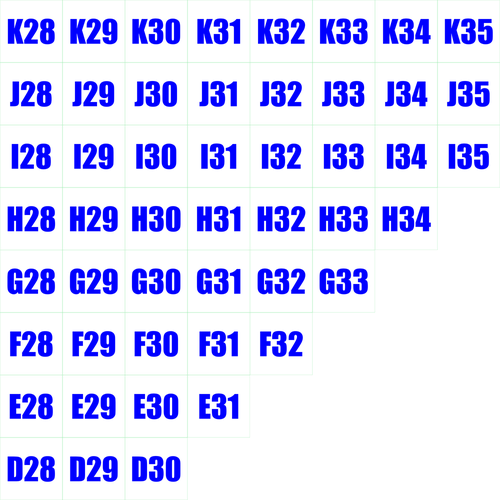 K28 K29 K30 K31 K32 K33 K34 K35
J28 J29 J30 J31 J32 J33 J34 J35
I28 I29 I30 I31 I32 I33 I34 I35
H28 H29 H30 H31 H32 H33 H34
G28 G29 G30 G31 G32 G33
F28 F29 F30 F31 F32
E28 E29 E30 E31
D28 D29 D30